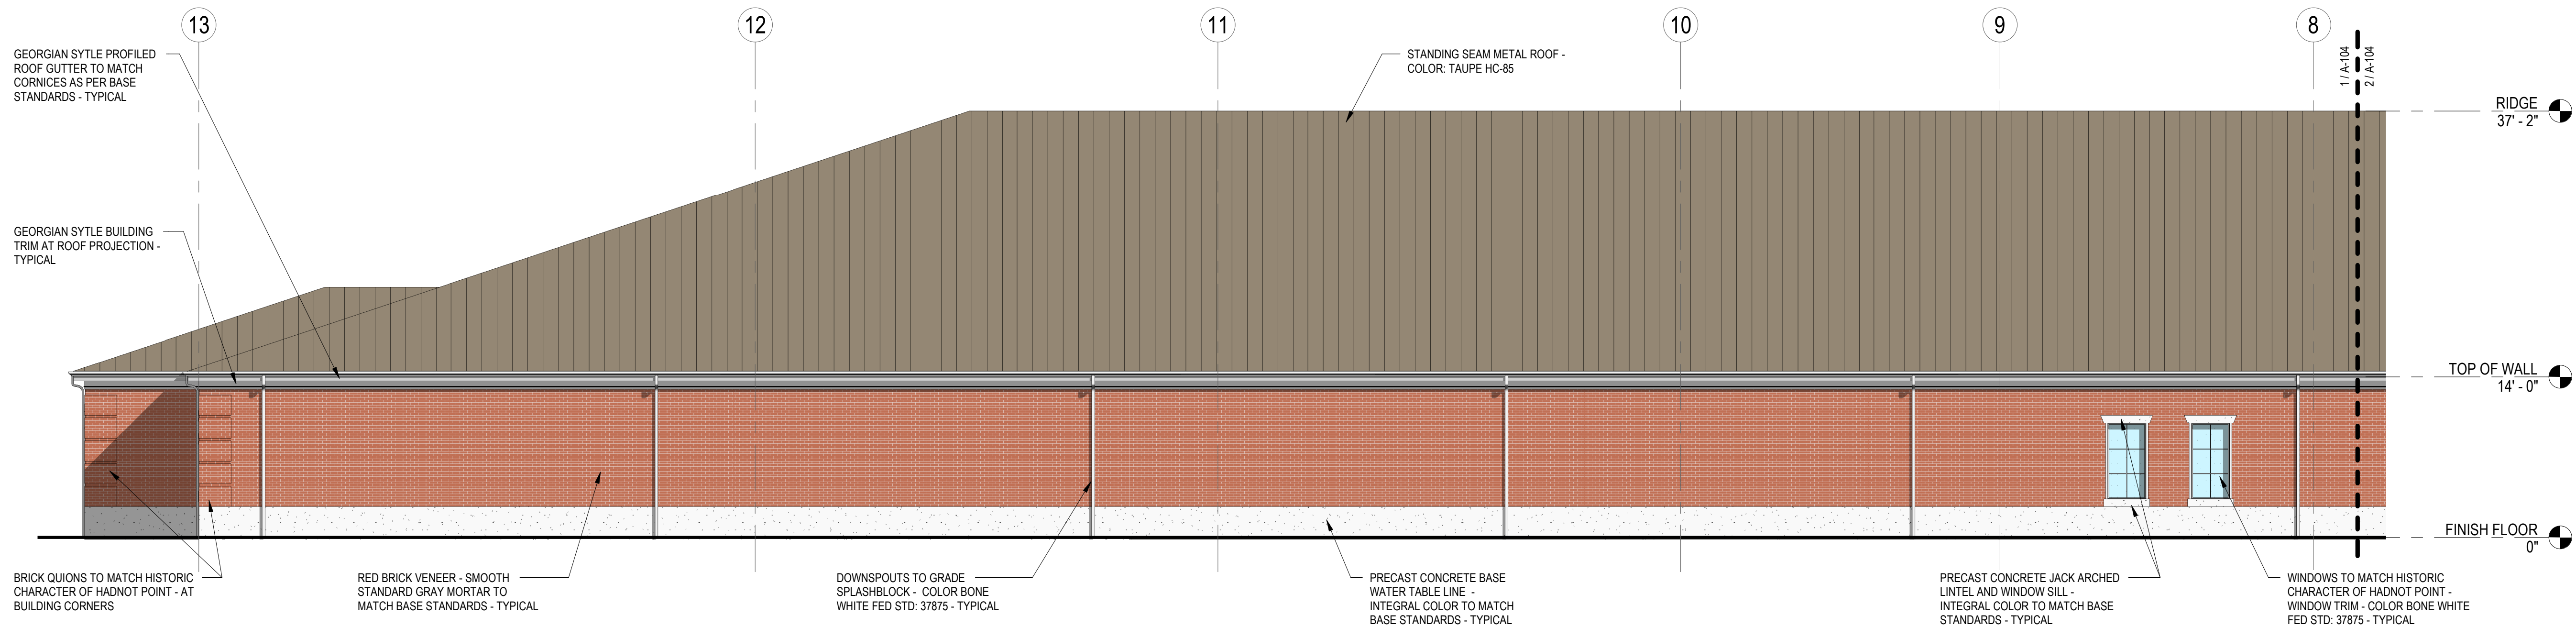 13
12
11
10
9
8
GEORGIAN SYTLE PROFILED
ROOF GUTTER TO MATCH
CORNICES AS PER BASE
STANDARDS - TYPICAL
STANDING SEAM METAL ROOF -
COLOR: TAUPE HC-85
1 / A-104
2 / A-104
RIDGE
37' - 2"
GEORGIAN SYTLE BUILDING
TRIM AT ROOF PROJECTION -
TYPICAL
TOP OF WALL
14' - 0"
FINISH FLOOR
0"
BRICK QUIONS TO MATCH HISTORIC
CHARACTER OF HADNOT POINT - AT
BUILDING CORNERS
RED BRICK VENEER - SMOOTH
STANDARD GRAY MORTAR TO
MATCH BASE STANDARDS - TYPICAL
DOWNSPOUTS TO GRADE
SPLASHBLOCK - COLOR BONE
WHITE FED STD: 37875 - TYPICAL
PRECAST CONCRETE BASE
WATER TABLE LINE -
INTEGRAL COLOR TO MATCH
BASE STANDARDS - TYPICAL
PRECAST CONCRETE JACK ARCHED
LINTEL AND WINDOW SILL -
INTEGRAL COLOR TO MATCH BASE
STANDARDS - TYPICAL
WINDOWS TO MATCH HISTORIC
CHARACTER OF HADNOT POINT -
WINDOW TRIM - COLOR BONE WHITE
FED STD: 37875 - TYPICAL